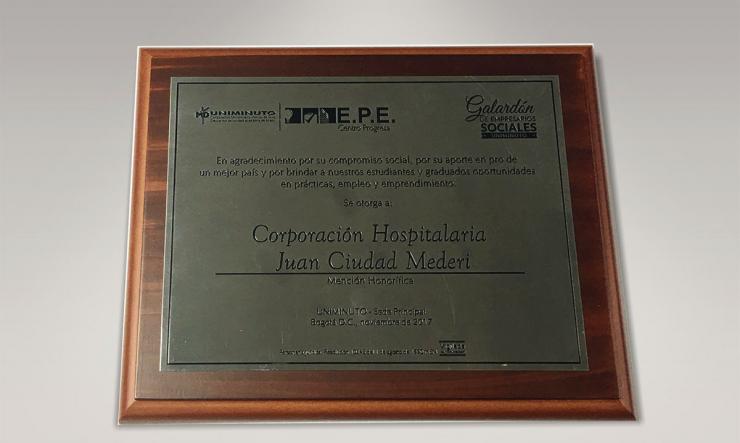 UNIMINUTO
E.P.E.
Centro Progresa
Galardón
DE EMPRESARIOS
SOCIALES
UNIMINUTO
En agradecimiento por su compromiso social, por su aporte en pro de
un mejor país y por brindar a nuestros estudiantes y graduados oportunidades
en prácticas, empleo y emprendimiento.
Se otorga a:
Corporación Hospitalaria
Juan Ciudad Mederi
Mención Honorífica
UNIMINUTO - Sede Principal
Bogotá D.C., noviembre de 2017